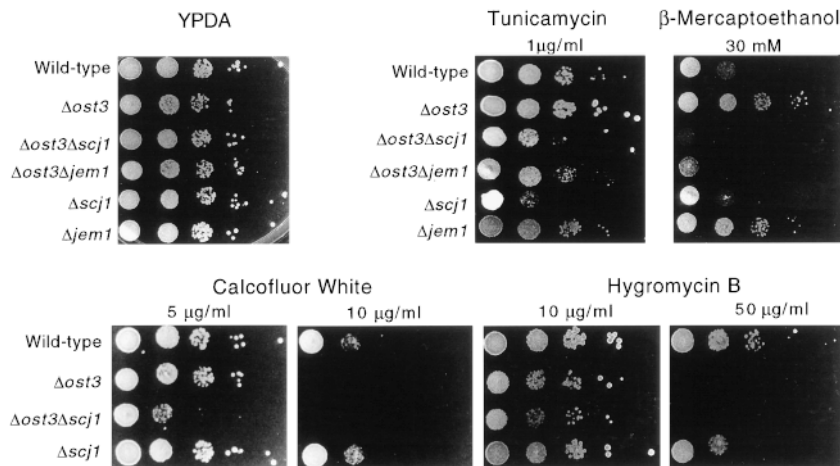 YPDA
Wild-type
Δost3
Δost3Δscj1
Δost3Δjem1
Δscj1
Δjem1
Tunicamycin
1μg/ml
β-Mercaptoethanol
30 mM
Wild-type
Δost3
Δost3Δscj1
Δost3Δjem1
Δscj1
Δjem1
Calcofluor White
5 μg/ml
10 μg/ml
Hygromycin B
10 μg/ml
50 μg/ml
Wild-type
Δost3
Δost3Δscj1
Δscj1